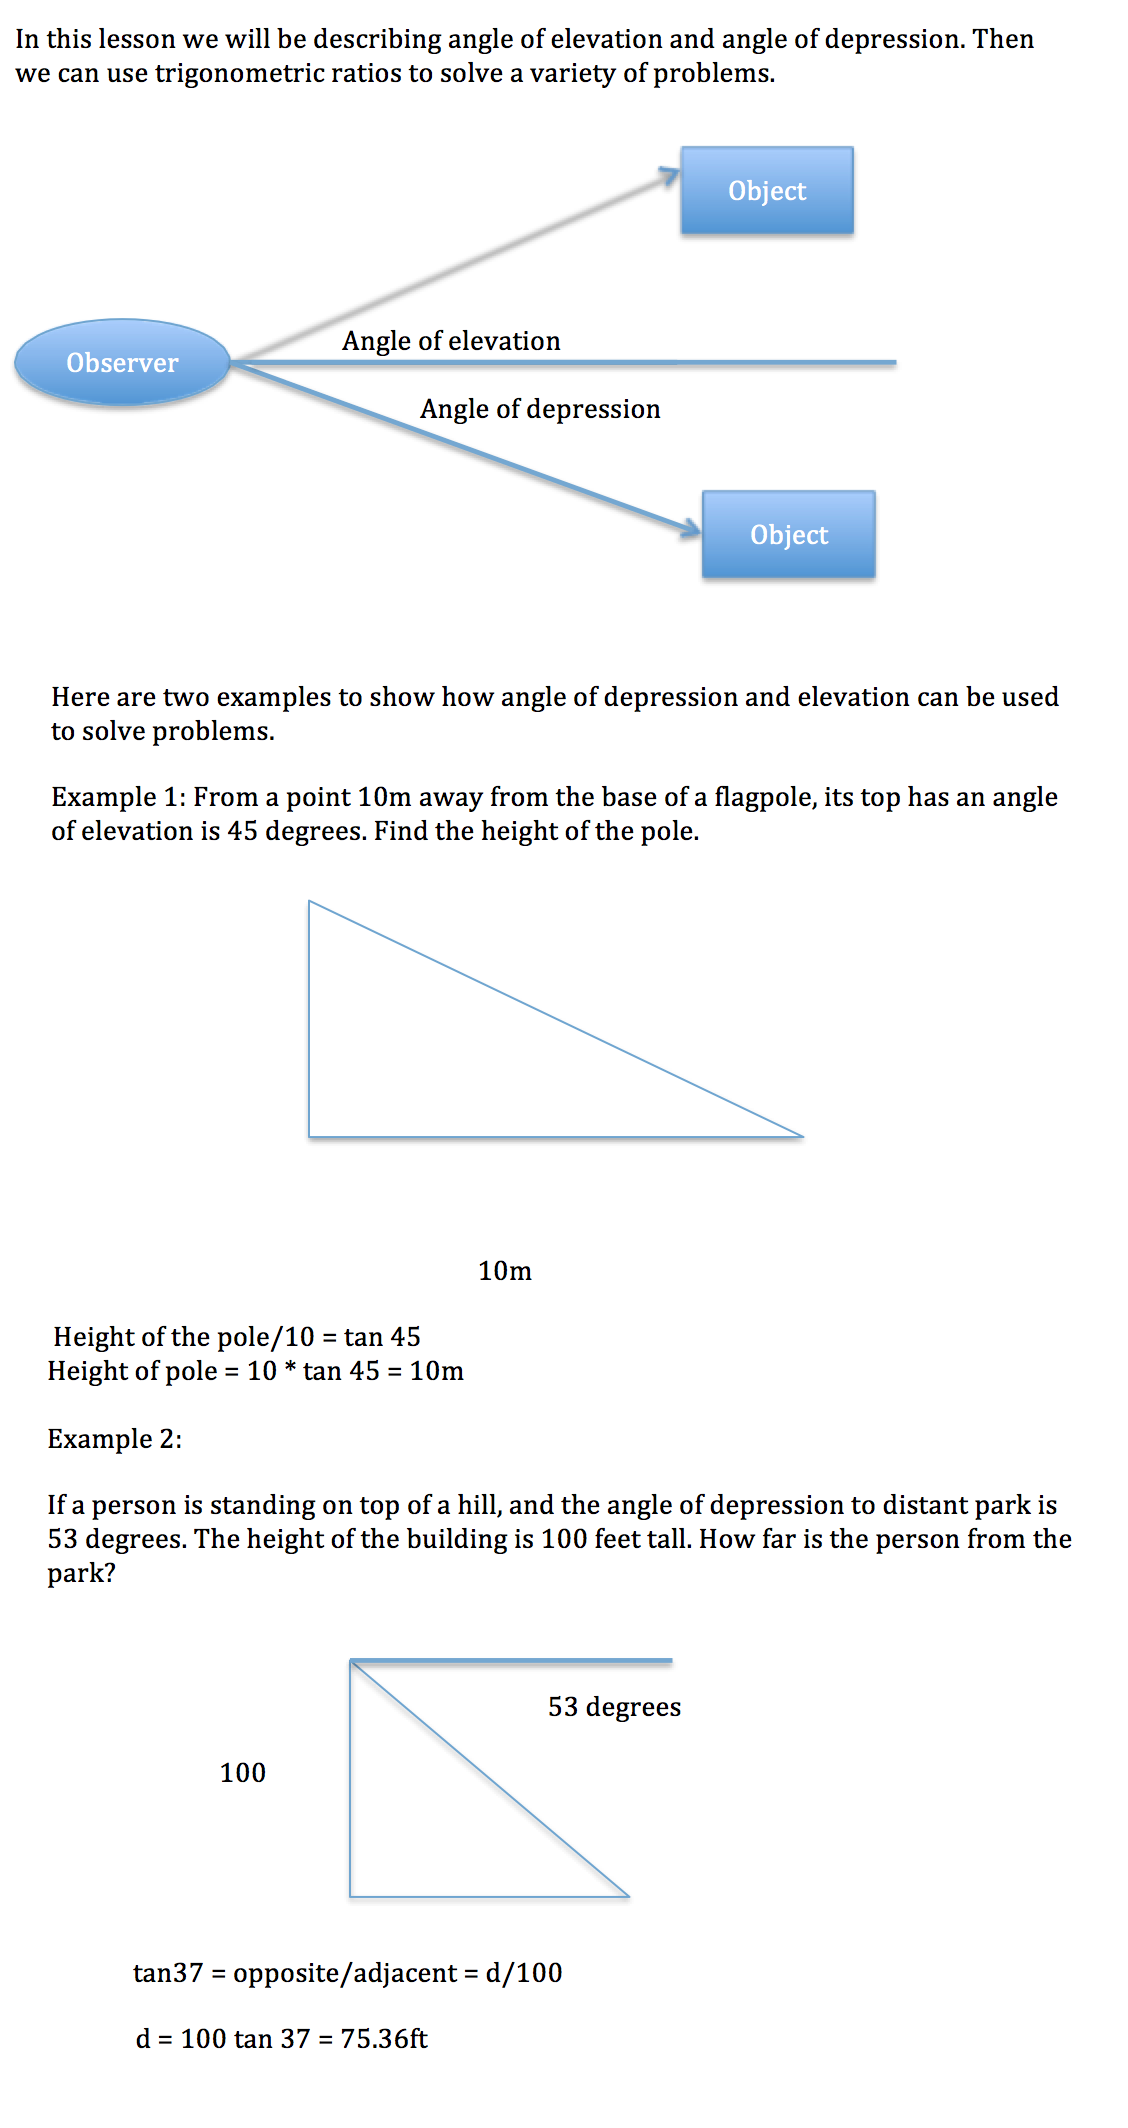 In this lesson we will be describing angle of elevation and angle of depression. Then
we can use trigonometric ratios to solve a variety of problems.
Object
Angle of elevation
Observer
Angle of depression
Object
Here are two examples to show how angle of depression and elevation can be used
to solve problems.
Example 1: From a point 10m away from the base of a flagpole, its top has an angle
of elevation is 45 degrees. Find the height of the pole.
10m
Height of the pole/10 = tan 45
Height of pole = 10 * tan 45 = 10m
Example 2:
If a person is standing on top of a hill, and the angle of depression to distant park is
53 degrees. The height of the building is 100 feet tall. How far is the person from the
park?
53 degrees
100
tan37 = opposite/adjacent = d/100
d = 100 tan 37 = 75.36ft